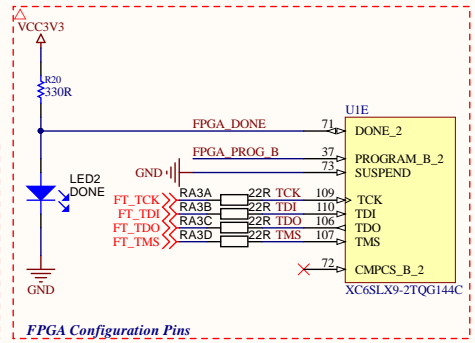 VCC3V3
R20
330R
U1E
FPGA_DONE 71 DONE_2
FPGA_PROG_B 37 PROGRAM_B_2
GND 73 SUSPEND
LED2
DONE
FT_TCK RA3A 22R TCK 109 TCK
FT_TDI RA3B 22R TDI 110 TDI
FT_TDO RA3C 22R TDO 106 TDO
FT_TMS RA3D 22R TMS 107 TMS
72 CMPCS_B_2
GND
XC6SLX9-2TQG144C
FPGA Configuration Pins